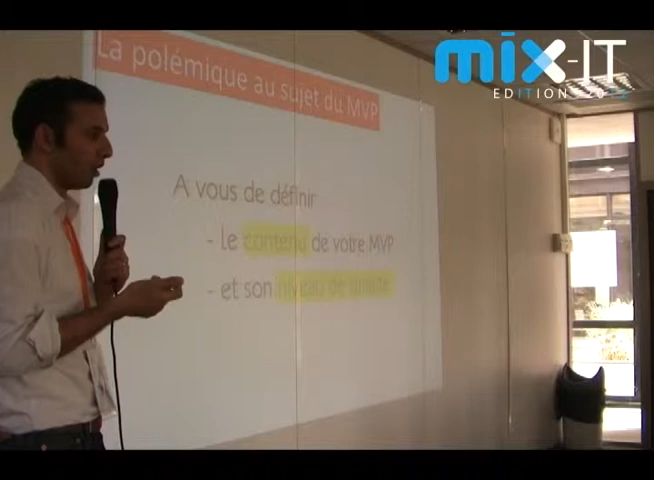 mix-IT
EDITION 2012
La polémique au sujet du MVP
A vous de définir
- le contenu de votre MVP
- et son niveau de qualité